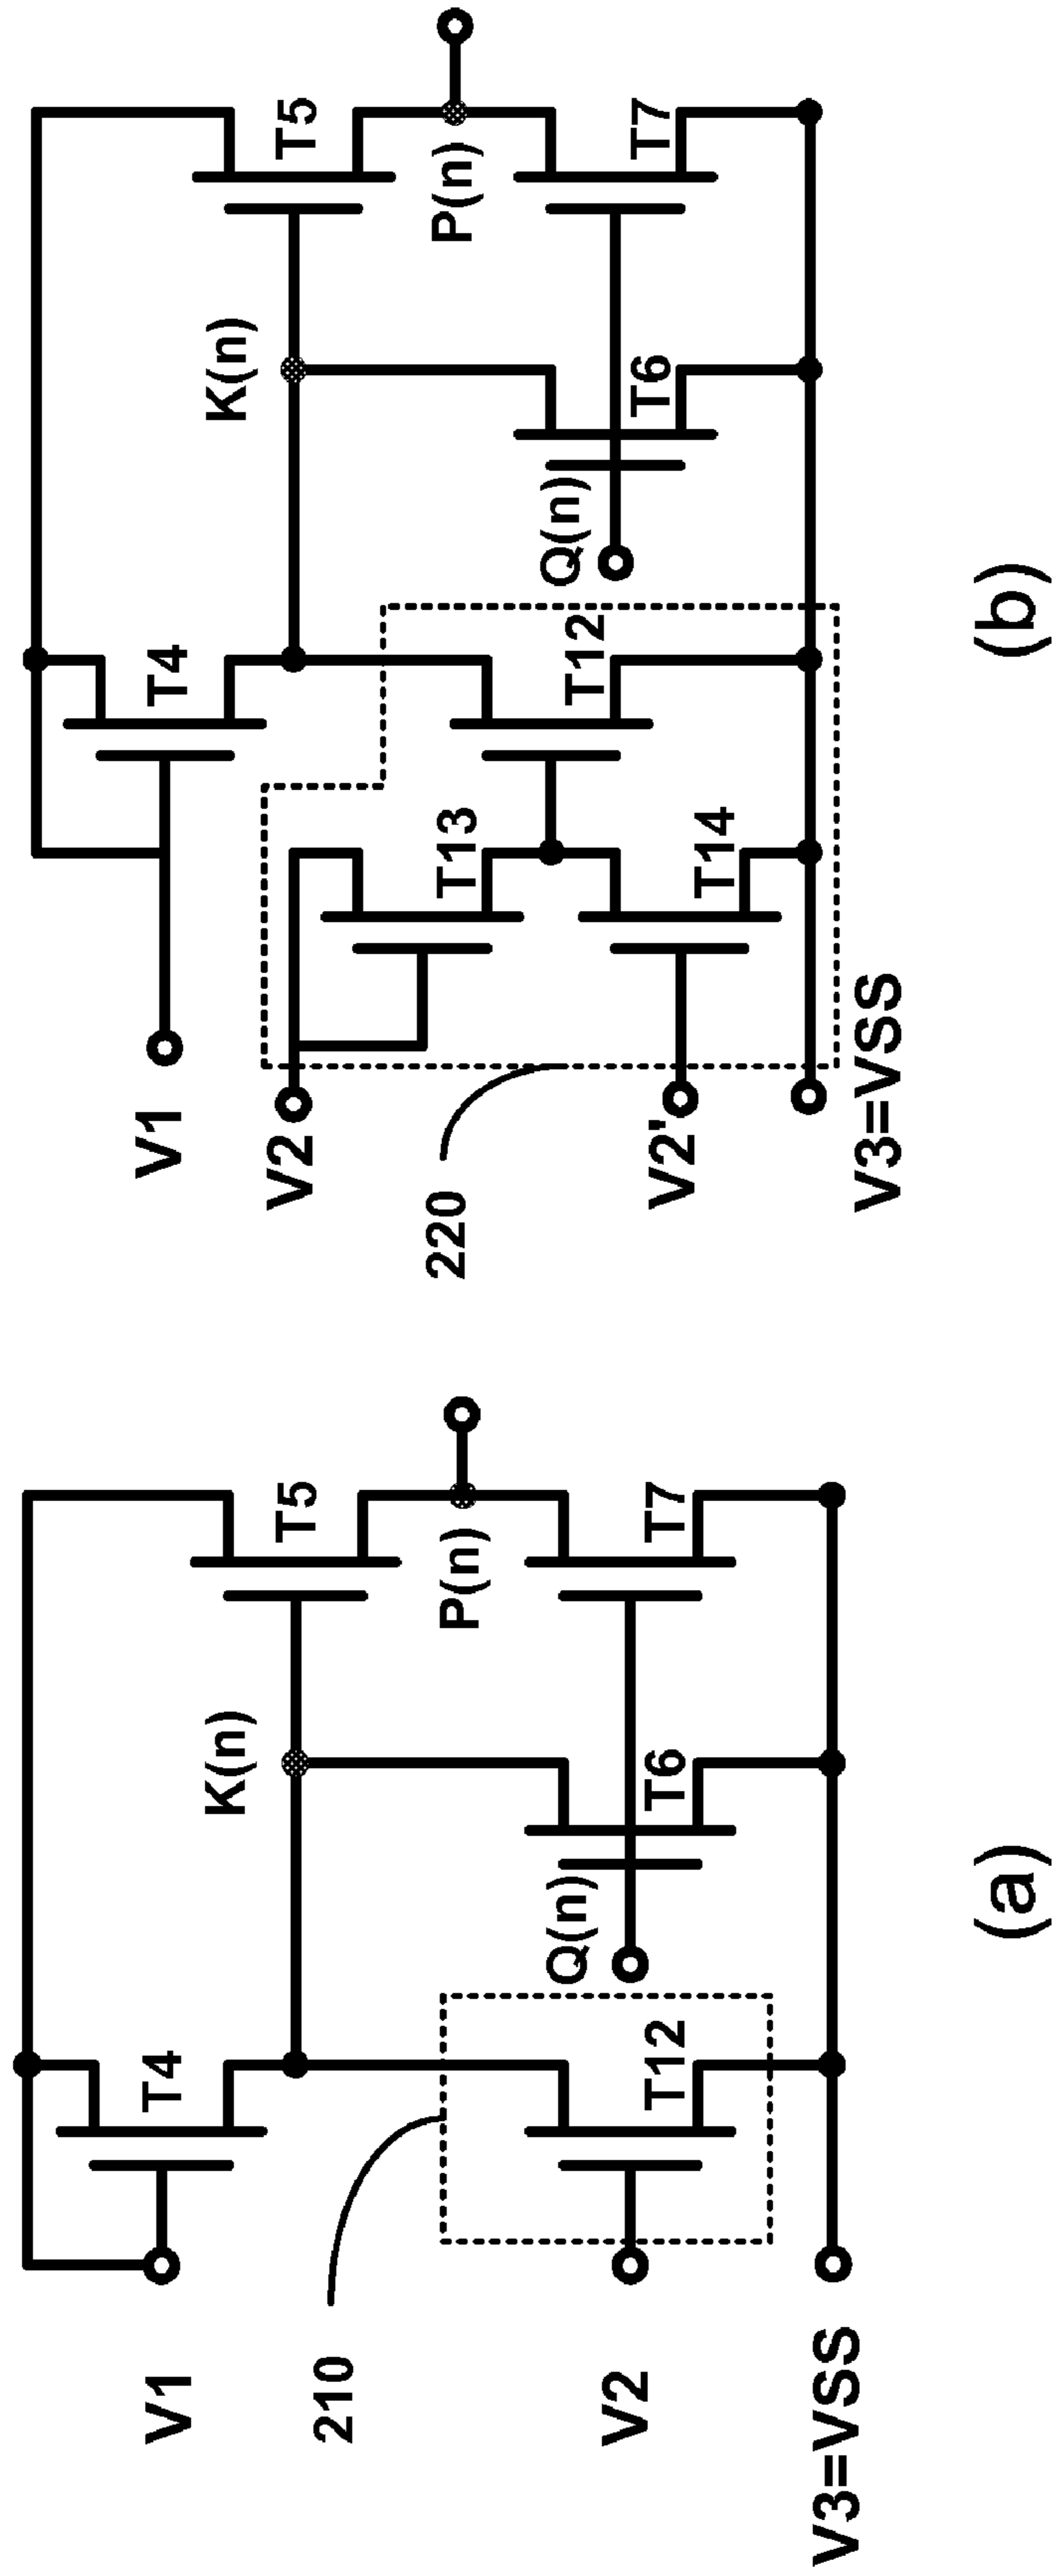 V1
210
V2
V3=VSS
T4
T12
K(n)
Q(n)
T6
T5
P(n)
T7
(a)
V1
V2
220
V2'
V3=VSS
T4
T13
T14
T12
K(n)
Q(n)
T6
T5
P(n)
T7
(b)